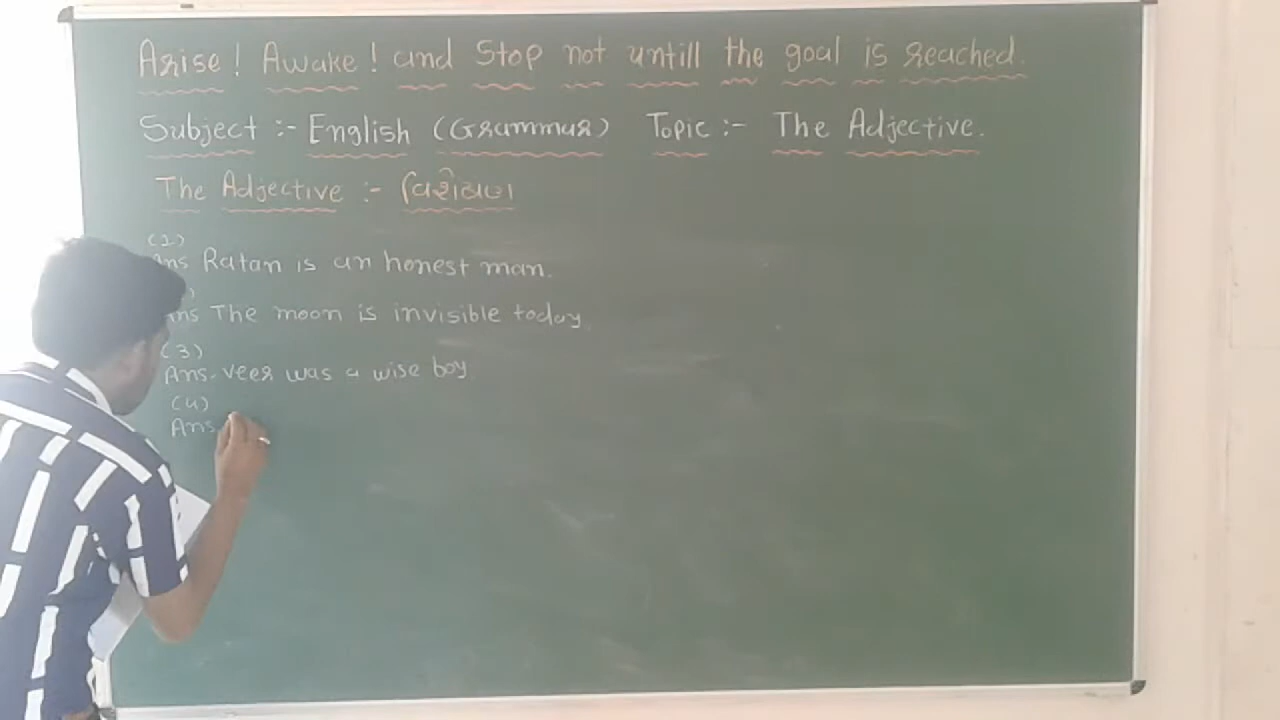 Arise! Awake! and Stop not untill the goal is reached.
Subject :- English (Grammar) Topic :- The Adjective.
The Adjective :- વિશેષણ
(1)
Ans Ratan is an honest man.
)
Ans The moon is invisible today.
(3)
Ans. veer was a wise boy.
(4)
Ans.